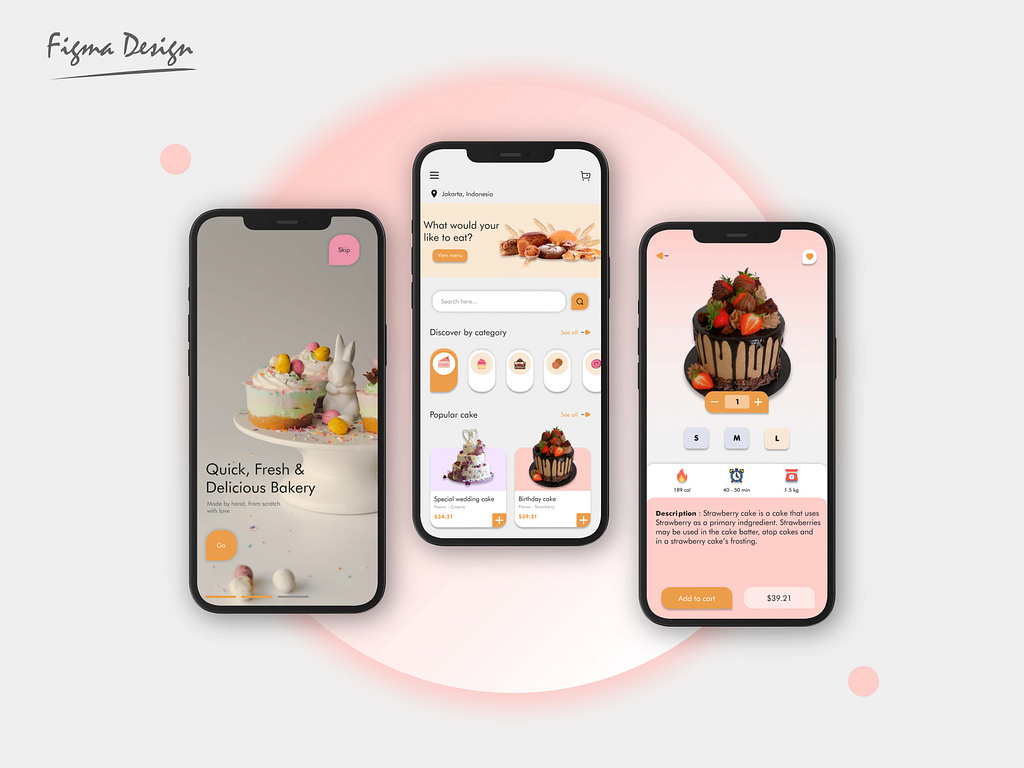 Figma Design
Skip
Quick, Fresh &
Delicious Bakery
Made by hand, from scratch
with love
Go
Jakarta, Indonesia
What would your
like to eat?
View menu
Search here...
Discover by category
See all
Popular cake
See all
Special wedding cake
Flavor : Creamy
$34.21
Birthday cake
Flavor : Strawberry
$39.21
1
S
M
L
189 cal
40 - 50 min
1.5 kg
Description : Strawberry cake is a cake that uses
Strawberry as a primary indgredient. Strawberries
may be used in the cake batter, atop cakes and
in a strawberry cake's frosting.
Add to cart
$39.21